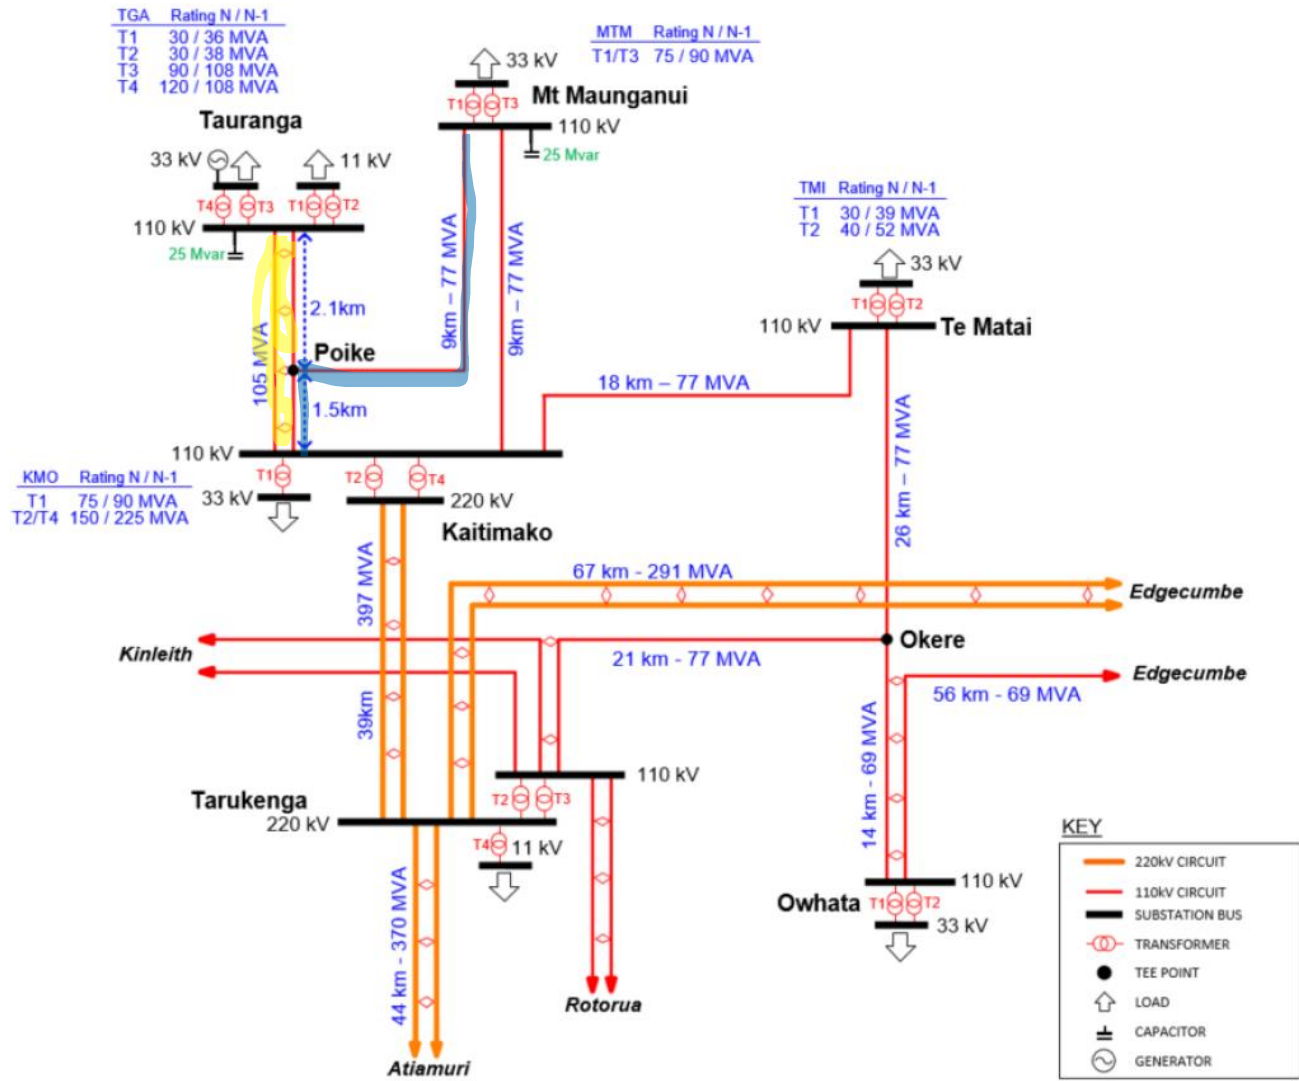 TGA Rating N / N-1
T1 30 / 36 MVA
T2 30 / 38 MVA
T3 90 / 108 MVA
T4 120 / 108 MVA
MTM Rating N / N-1
T1/T3 75 / 90 MVA
33 kV
T1 T3
Mt Maunganui
110 kV
25 Mvar
Tauranga
33 kV
11 kV
T4 T3 T1 T2
110 kV
25 Mvar
2.1km
105 MVA
Poike
1.5km
9km – 77 MVA
9km – 77 MVA
TMI Rating N / N-1
T1 30 / 39 MVA
T2 40 / 52 MVA
33 kV
T1 T2
110 kV
Te Matai
18 km – 77 MVA
26 km – 77 MVA
110 kV
KMO Rating N / N-1
T1 75 / 90 MVA
T2/T4 150 / 225 MVA
T1
33 kV
T2 T4
220 kV
Kaitimako
397 MVA
39km
67 km - 291 MVA
Edgecumbe
Kinleith
21 km - 77 MVA
Okere
Edgecumbe
56 km - 69 MVA
14 km - 69 MVA
110 kV
T2 T3
Tarukenga
220 kV
T4
11 kV
44 km - 370 MVA
Atiamuri
Rotorua
110 kV
Owhata
T1 T2
33 kV
KEY
220kV CIRCUIT
110kV CIRCUIT
SUBSTATION BUS
TRANSFORMER
TEE POINT
LOAD
CAPACITOR
GENERATOR